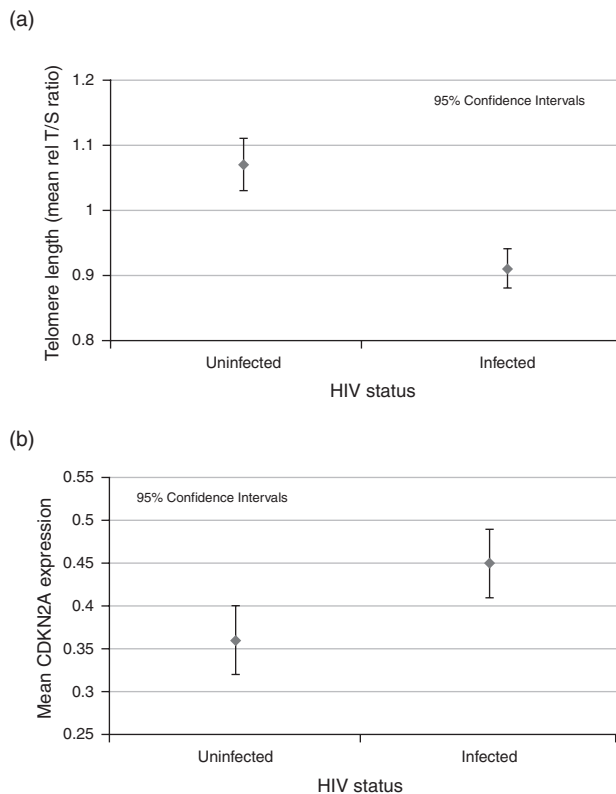 (a)
Telomere length (mean rel T/S ratio)
1.2
1.1
1
0.9
0.8
95% Confidence Intervals
Uninfected
Infected
HIV status
(b)
Mean CDKN2A expression
0.55
0.5
0.45
0.4
0.35
0.3
0.25
95% Confidence Intervals
Uninfected
Infected
HIV status